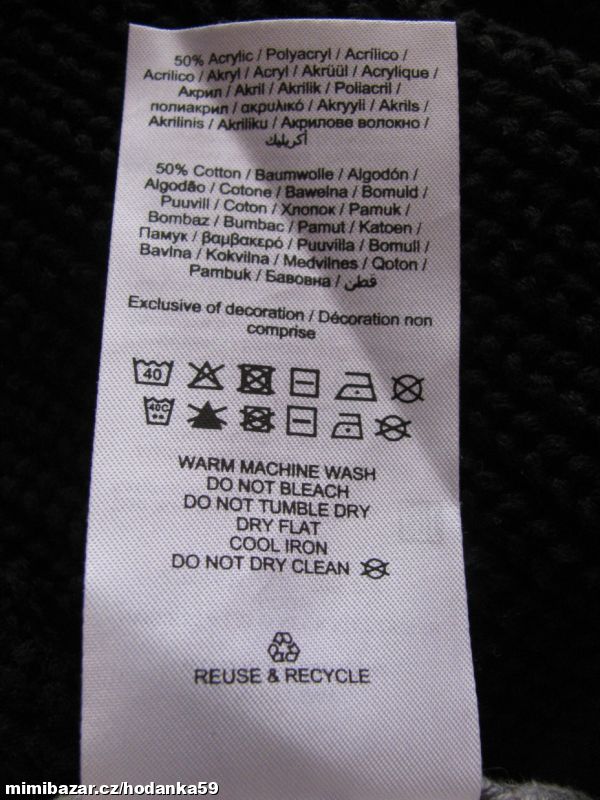 50% Acrylic / Polyacryl / Acrílico /
Acrilico / Akryl / Acryl / Akrüül / Acrylique /
Акрил / Akril / Akrilik / Poliacril /
полиакрил / ακρυλικό / Akryyli / Akrils /
Akrilinis / Akriliku / Акрилове волокно /
أكريليك
50% Cotton / Baumwolle / Algodón /
Algodão / Cotone / Bawelna / Bomuld /
Puuvill / Coton / Хлопок / Pamuk /
Bombaz / Bumbac / Pamut / Katoen /
Памук / βαμβακερό / Puuvilla / Bomull /
Bavlna / Kokvilna / Medvilnes / Qoton /
Pambuk / Бавовна / قطن
Exclusive of decoration / Décoration non
comprise
40
40C
WARM MACHINE WASH
DO NOT BLEACH
DO NOT TUMBLE DRY
DRY FLAT
COOL IRON
DO NOT DRY CLEAN
REUSE & RECYCLE
mimibazar.cz/hodanka59